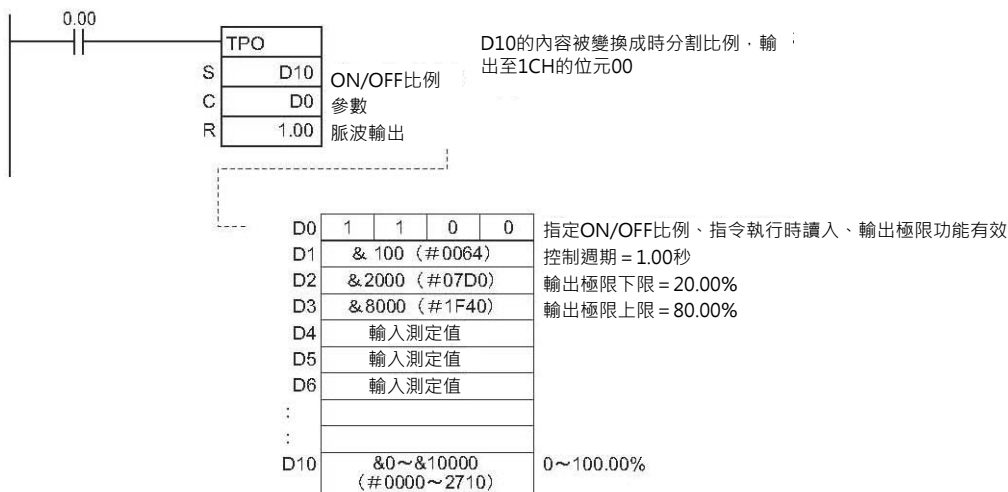 0.00
TPO
D10的內容被變換成時分割比例，輸
出至1CH的位元00
S D10 ON/OFF比例
C D0 參數
R 1.00 脈波輸出
D0 1 1 0 0 指定ON/OFF比例、指令執行時讀入、輸出極限功能有效
D1 & 100（#0064） 控制週期＝1.00秒
D2 &2000（#07D0） 輸出極限下限＝20.00%
D3 &8000（#1F40） 輸出極限上限＝80.00%
D4 輸入測定值
D5 輸入測定值
D6 輸入測定值
:
:
D10 &0～&10000 0～100.00%
（#0000～2710）